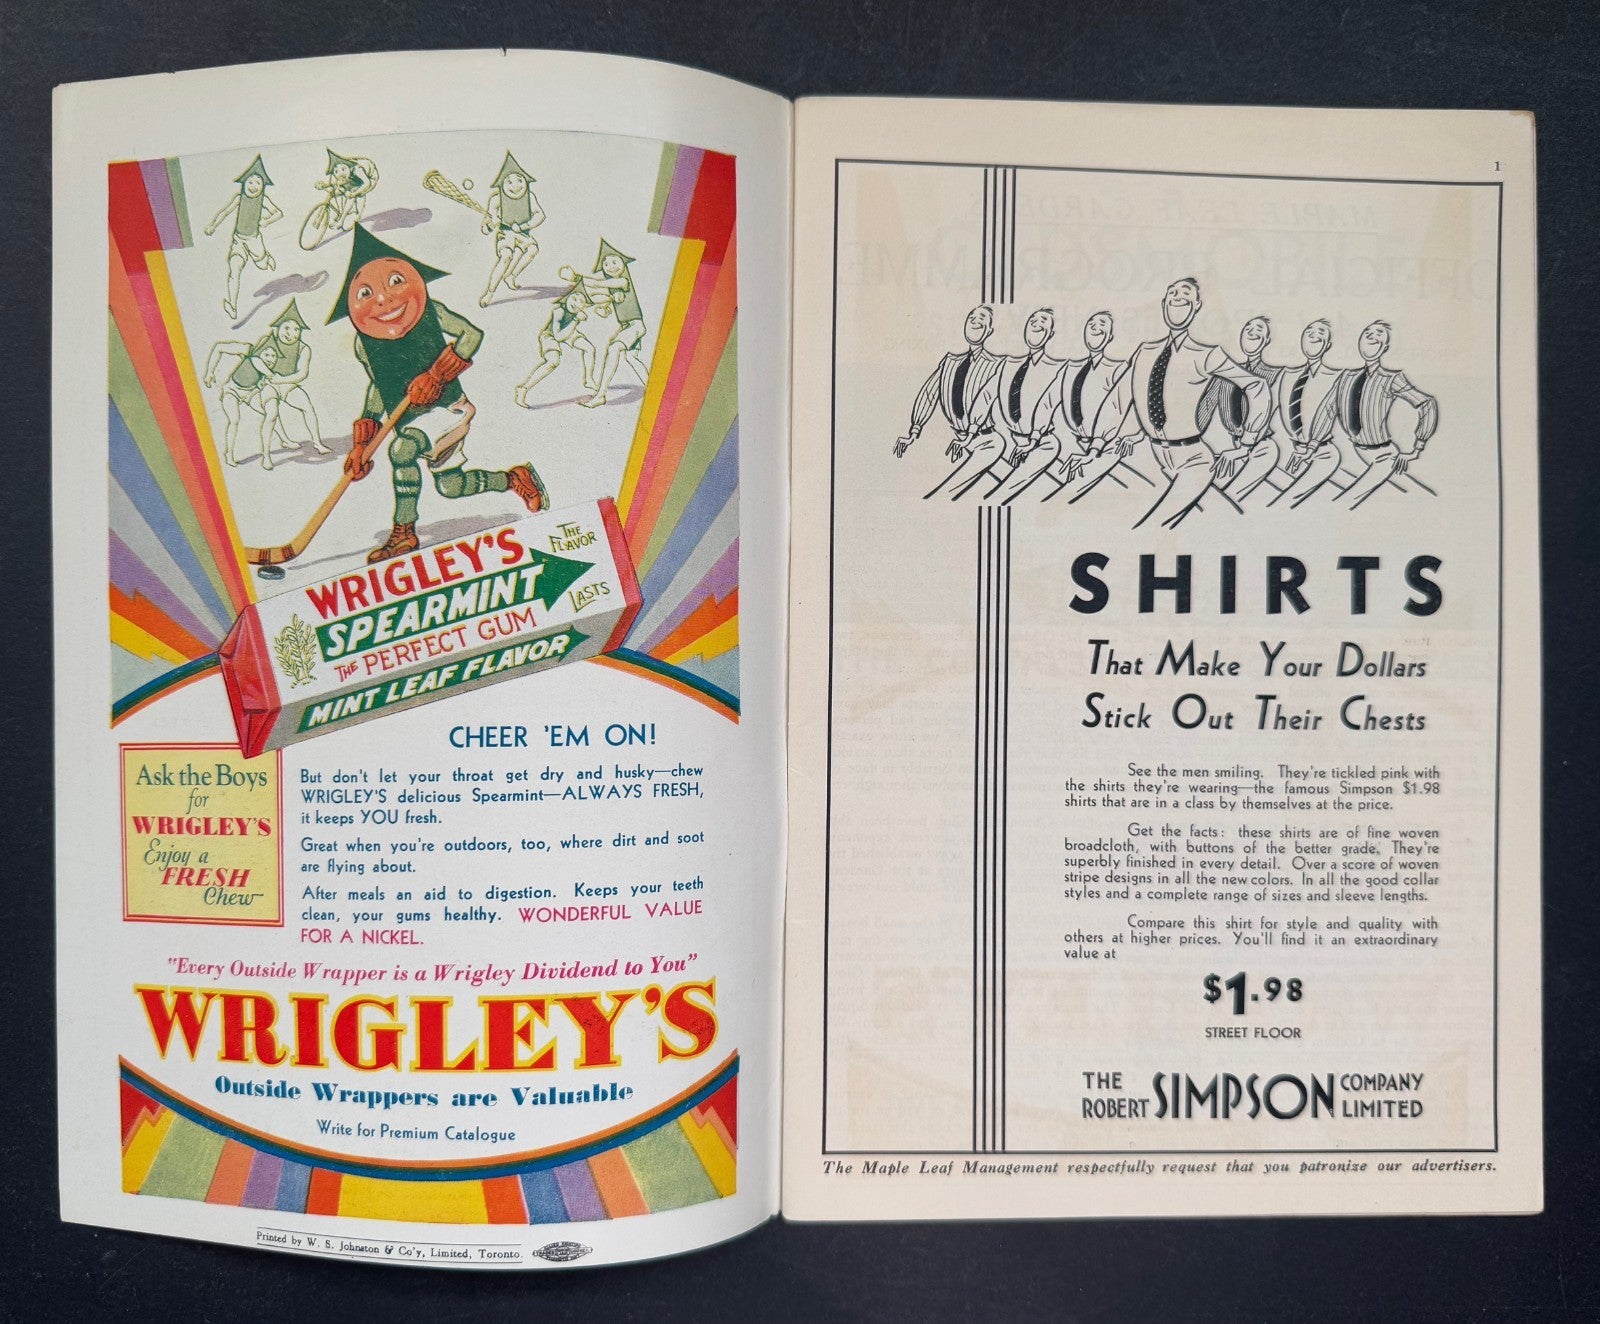 WRIGLEY'S
SPEARMINT
THE PERFECT GUM
THE
FLAVOR
LASTS
MINT LEAF FLAVOR
CHEER 'EM ON!
Ask the Boys
for
WRIGLEY'S
Enjoy a
FRESH
Chew
But don't let your throat get dry and husky—chew
WRIGLEY'S delicious Spearmint—ALWAYS FRESH,
it keeps YOU fresh.
Great when you're outdoors, too, where dirt and soot
are flying about.
After meals an aid to digestion. Keeps your teeth
clean, your gums healthy. WONDERFUL VALUE
FOR A NICKEL.
"Every Outside Wrapper is a Wrigley Dividend to You"
WRIGLEY'S
Outside Wrappers are Valuable
Write for Premium Catalogue
Printed by W. S. Johnston & Co'y, Limited, Toronto.
1
SHIRTS
That Make Your Dollars
Stick Out Their Chests
See the men smiling. They're tickled pink with
the shirts they're wearing—the famous Simpson $1.98
shirts that are in a class by themselves at the price.
Get the facts: these shirts are of fine woven
broadcloth, with buttons of the better grade. They're
superbly finished in every detail. Over a score of woven
stripe designs in all the new colors. In all the good collar
styles and a complete range of sizes and sleeve lengths.
Compare this shirt for style and quality with
others at higher prices. You'll find it an extraordinary
value at
$1.98
STREET FLOOR
THE ROBERT SIMPSON COMPANY LIMITED
The Maple Leaf Management respectfully request that you patronize our advertisers.